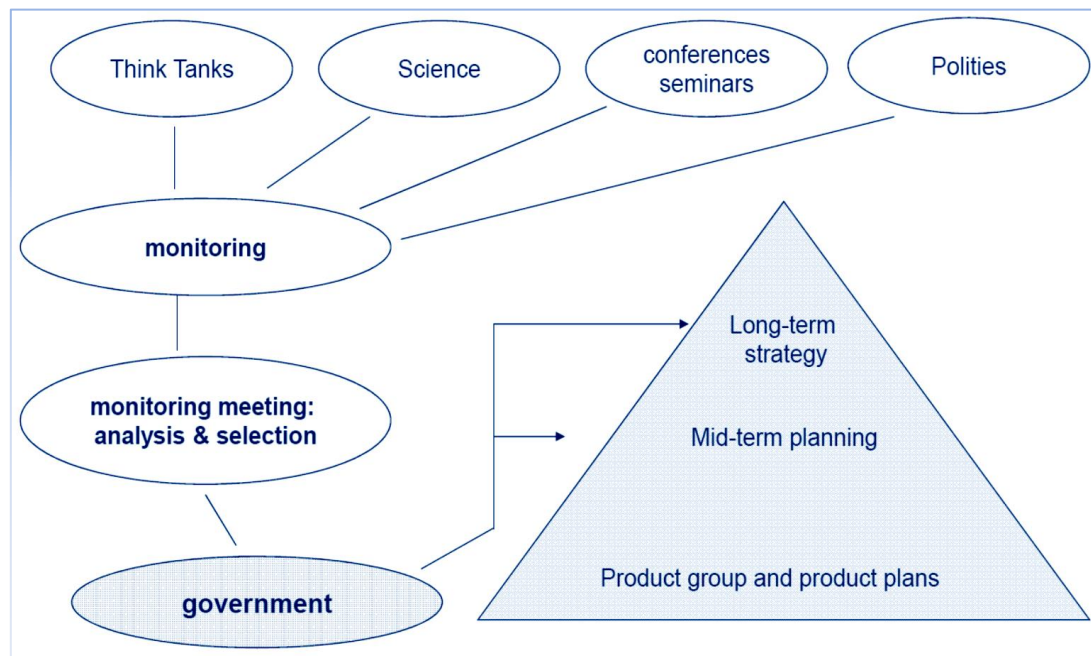 Think Tanks
Science
conferences
seminars
Polities
monitoring
Long-term
strategy
monitoring meeting:
analysis & selection
Mid-term planning
Product group and product plans
government